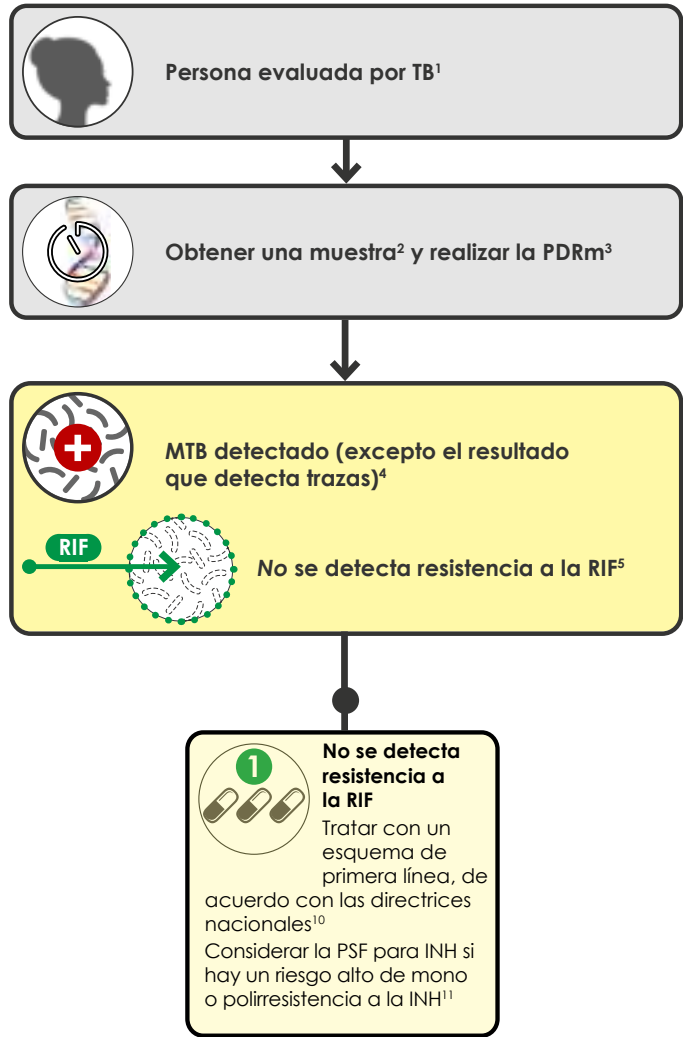 Persona evaluada por TB¹
Obtener una muestra² y realizar la PDRm³
MTB detectado (excepto el resultado
que detecta trazas)⁴
RIF
No se detecta resistencia a la RIF⁵
1
No se detecta
resistencia a
la RIF
Tratar con un
esquema de
primera línea, de
acuerdo con las directrices
nacionales¹⁰
Considerar la PSF para INH si
hay un riesgo alto de mono
o polirresistencia a la INH¹¹